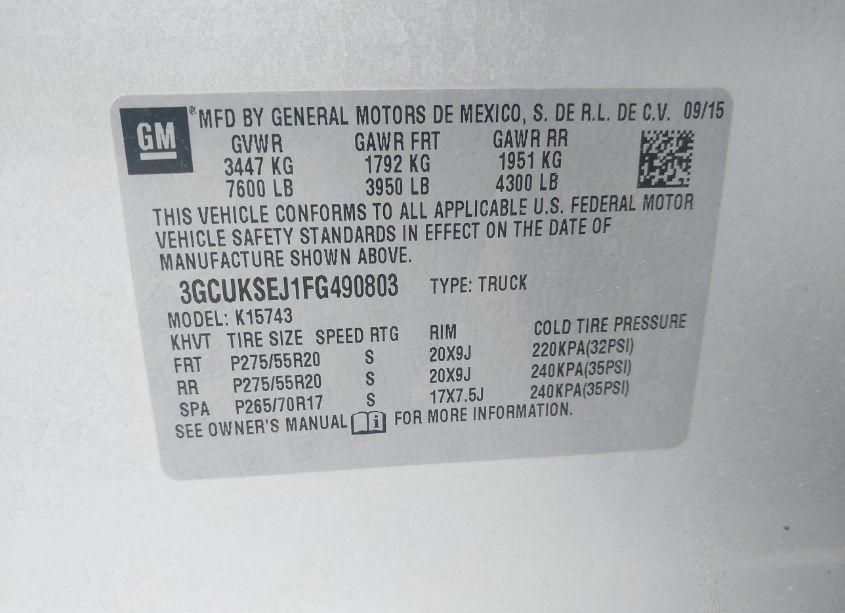 GM
®MFD BY GENERAL MOTORS DE MEXICO, S. DE R.L. DE C.V. 09/15
GVWR GAWR FRT GAWR RR
3447 KG 1792 KG 1951 KG
7600 LB 3950 LB 4300 LB
THIS VEHICLE CONFORMS TO ALL APPLICABLE U.S. FEDERAL MOTOR
VEHICLE SAFETY STANDARDS IN EFFECT ON THE DATE OF
MANUFACTURE SHOWN ABOVE.
3GCUKSEJ1FG490803 TYPE: TRUCK
MODEL: K15743
KHVT TIRE SIZE SPEED RTG RIM COLD TIRE PRESSURE
FRT P275/55R20 S 20X9J 220KPA(32PSI)
RR P275/55R20 S 20X9J 240KPA(35PSI)
SPA P265/70R17 S 17X7.5J 240KPA(35PSI)
SEE OWNER'S MANUAL i FOR MORE INFORMATION.